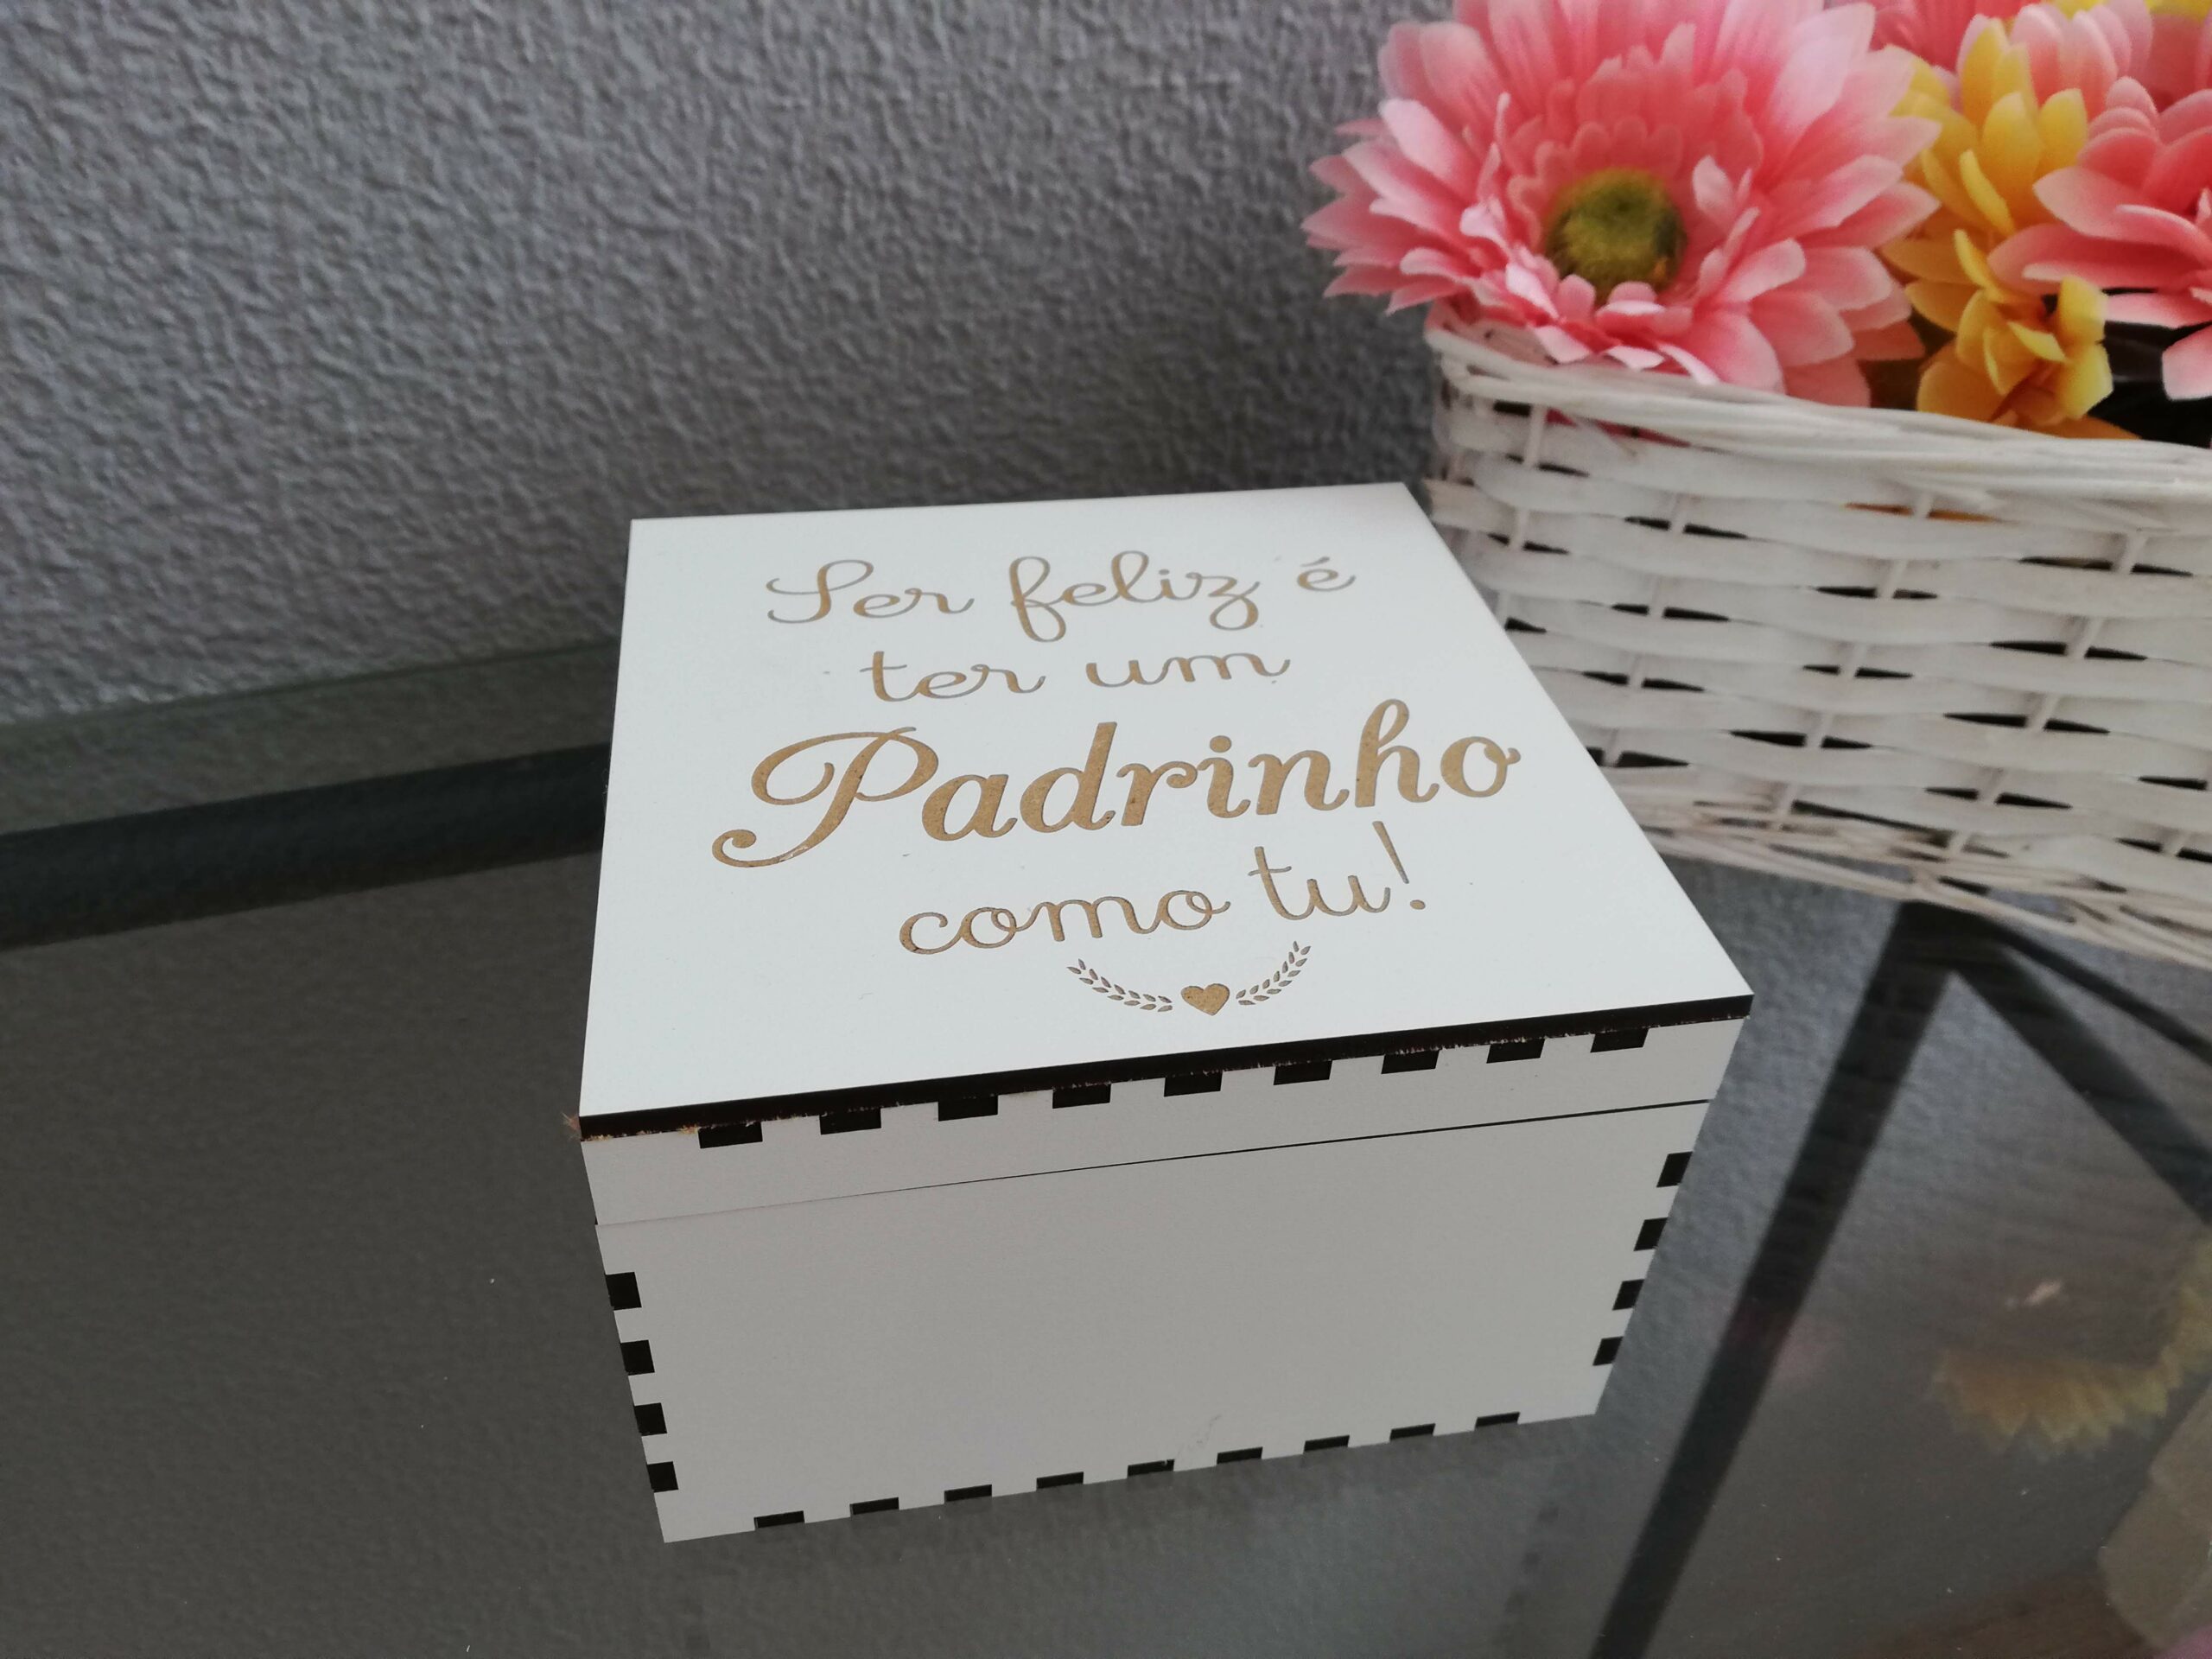 Ser feliz é
ter um
Padrinho
como tu!